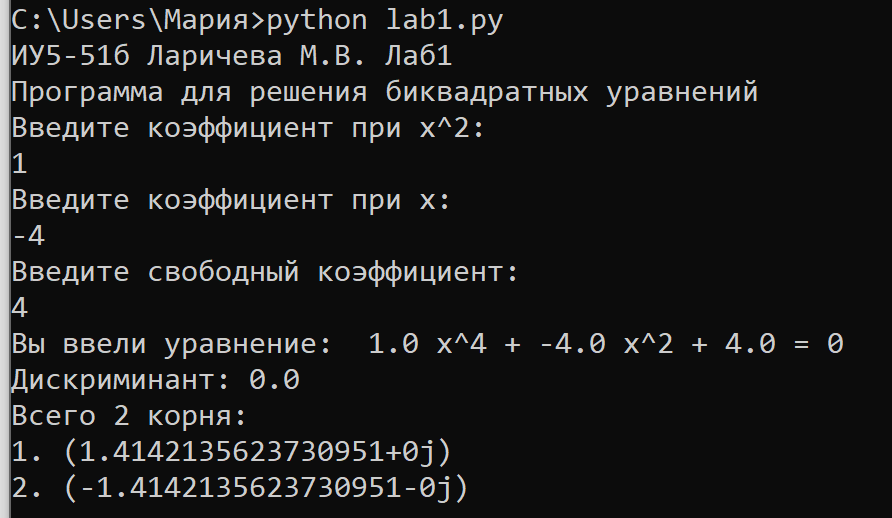 C:\Users\Мария>python lab1.py
ИУ5-51б Ларичева М.В. Лаб1
Программа для решения биквадратных уравнений
Введите коэффициент при x^2:
1
Введите коэффициент при x:
-4
Введите свободный коэффициент:
4
Вы ввели уравнение:  1.0 x^4 + -4.0 x^2 + 4.0 = 0
Дискриминант: 0.0
Всего 2 корня:
1. (1.4142135623730951+0j)
2. (-1.4142135623730951-0j)